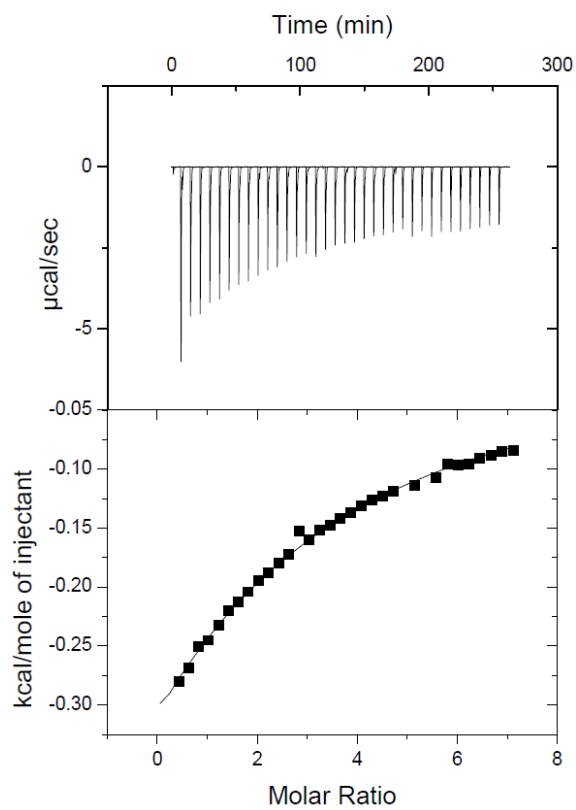 Time (min)
0 100 200 300
0
-5
µcal/sec
-0.05
-0.10
-0.15
-0.20
-0.25
-0.30
kcal/mole of injectant
0 2 4 6 8
Molar Ratio